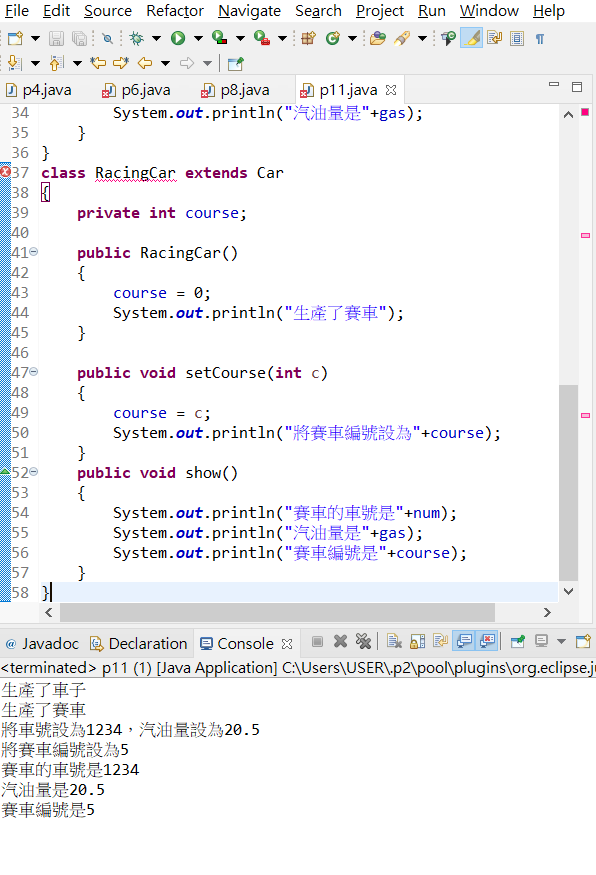 File Edit Source Refactor Navigate Search Project Run Window Help
p4.java p6.java p8.java p11.java
34 System.out.println("汽油量是"+gas);
35 }
36 }
37 class RacingCar extends Car
38 {
39 private int course;
40
41 public RacingCar()
42 {
43 course = 0;
44 System.out.println("生產了賽車");
45 }
46
47 public void setCourse(int c)
48 {
49 course = c;
50 System.out.println("將賽車編號設為"+course);
51 }
52 public void show()
53 {
54 System.out.println("賽車的車號是"+num);
55 System.out.println("汽油量是"+gas);
56 System.out.println("賽車編號是"+course);
57 }
58 }
@ Javadoc Declaration Console
<terminated> p11 (1) [Java Application] C:\Users\USER\.p2\pool\plugins\org.eclipse.ju
生產了車子
生產了賽車
將車號設為1234，汽油量設為20.5
將賽車編號設為5
賽車的車號是1234
汽油量是20.5
賽車編號是5